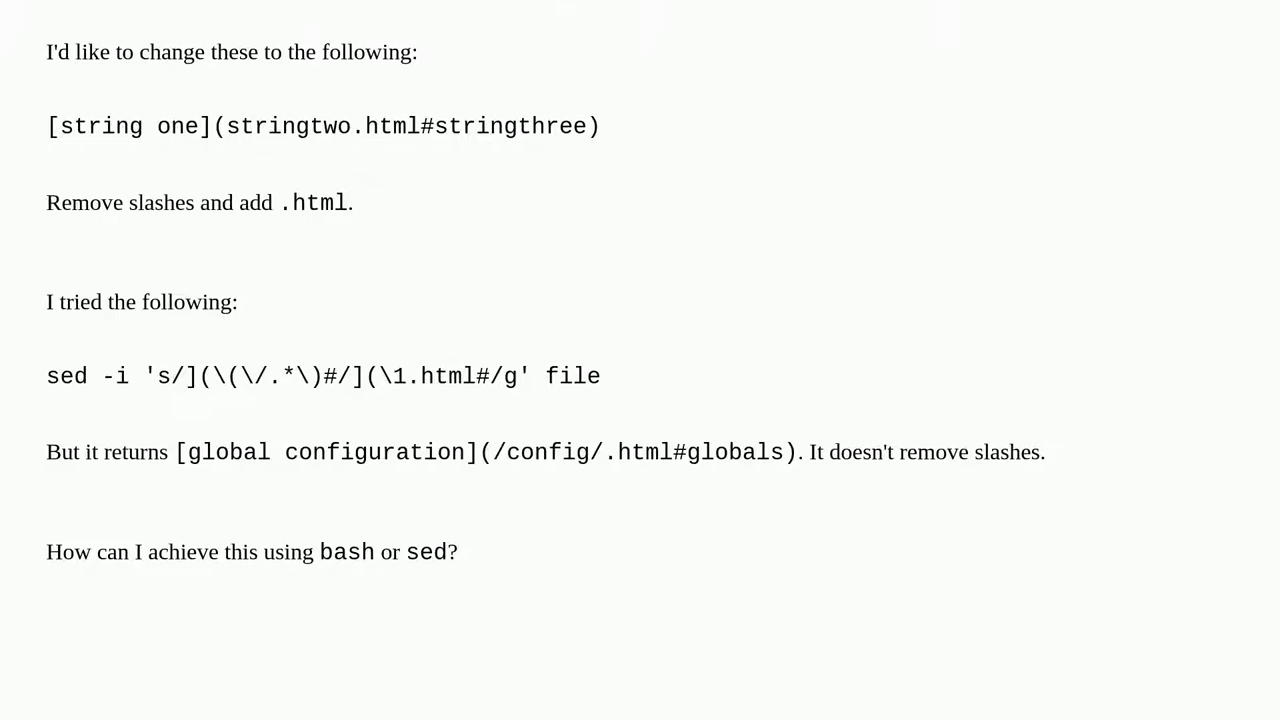 I'd like to change these to the following:
[string one](stringtwo.html#stringthree)
Remove slashes and add .html.
I tried the following:
sed -i 's/](\(\/.*\)#/](\1.html#/g' file
But it returns [global configuration](/config/.html#globals). It doesn't remove slashes.
How can I achieve this using bash or sed?